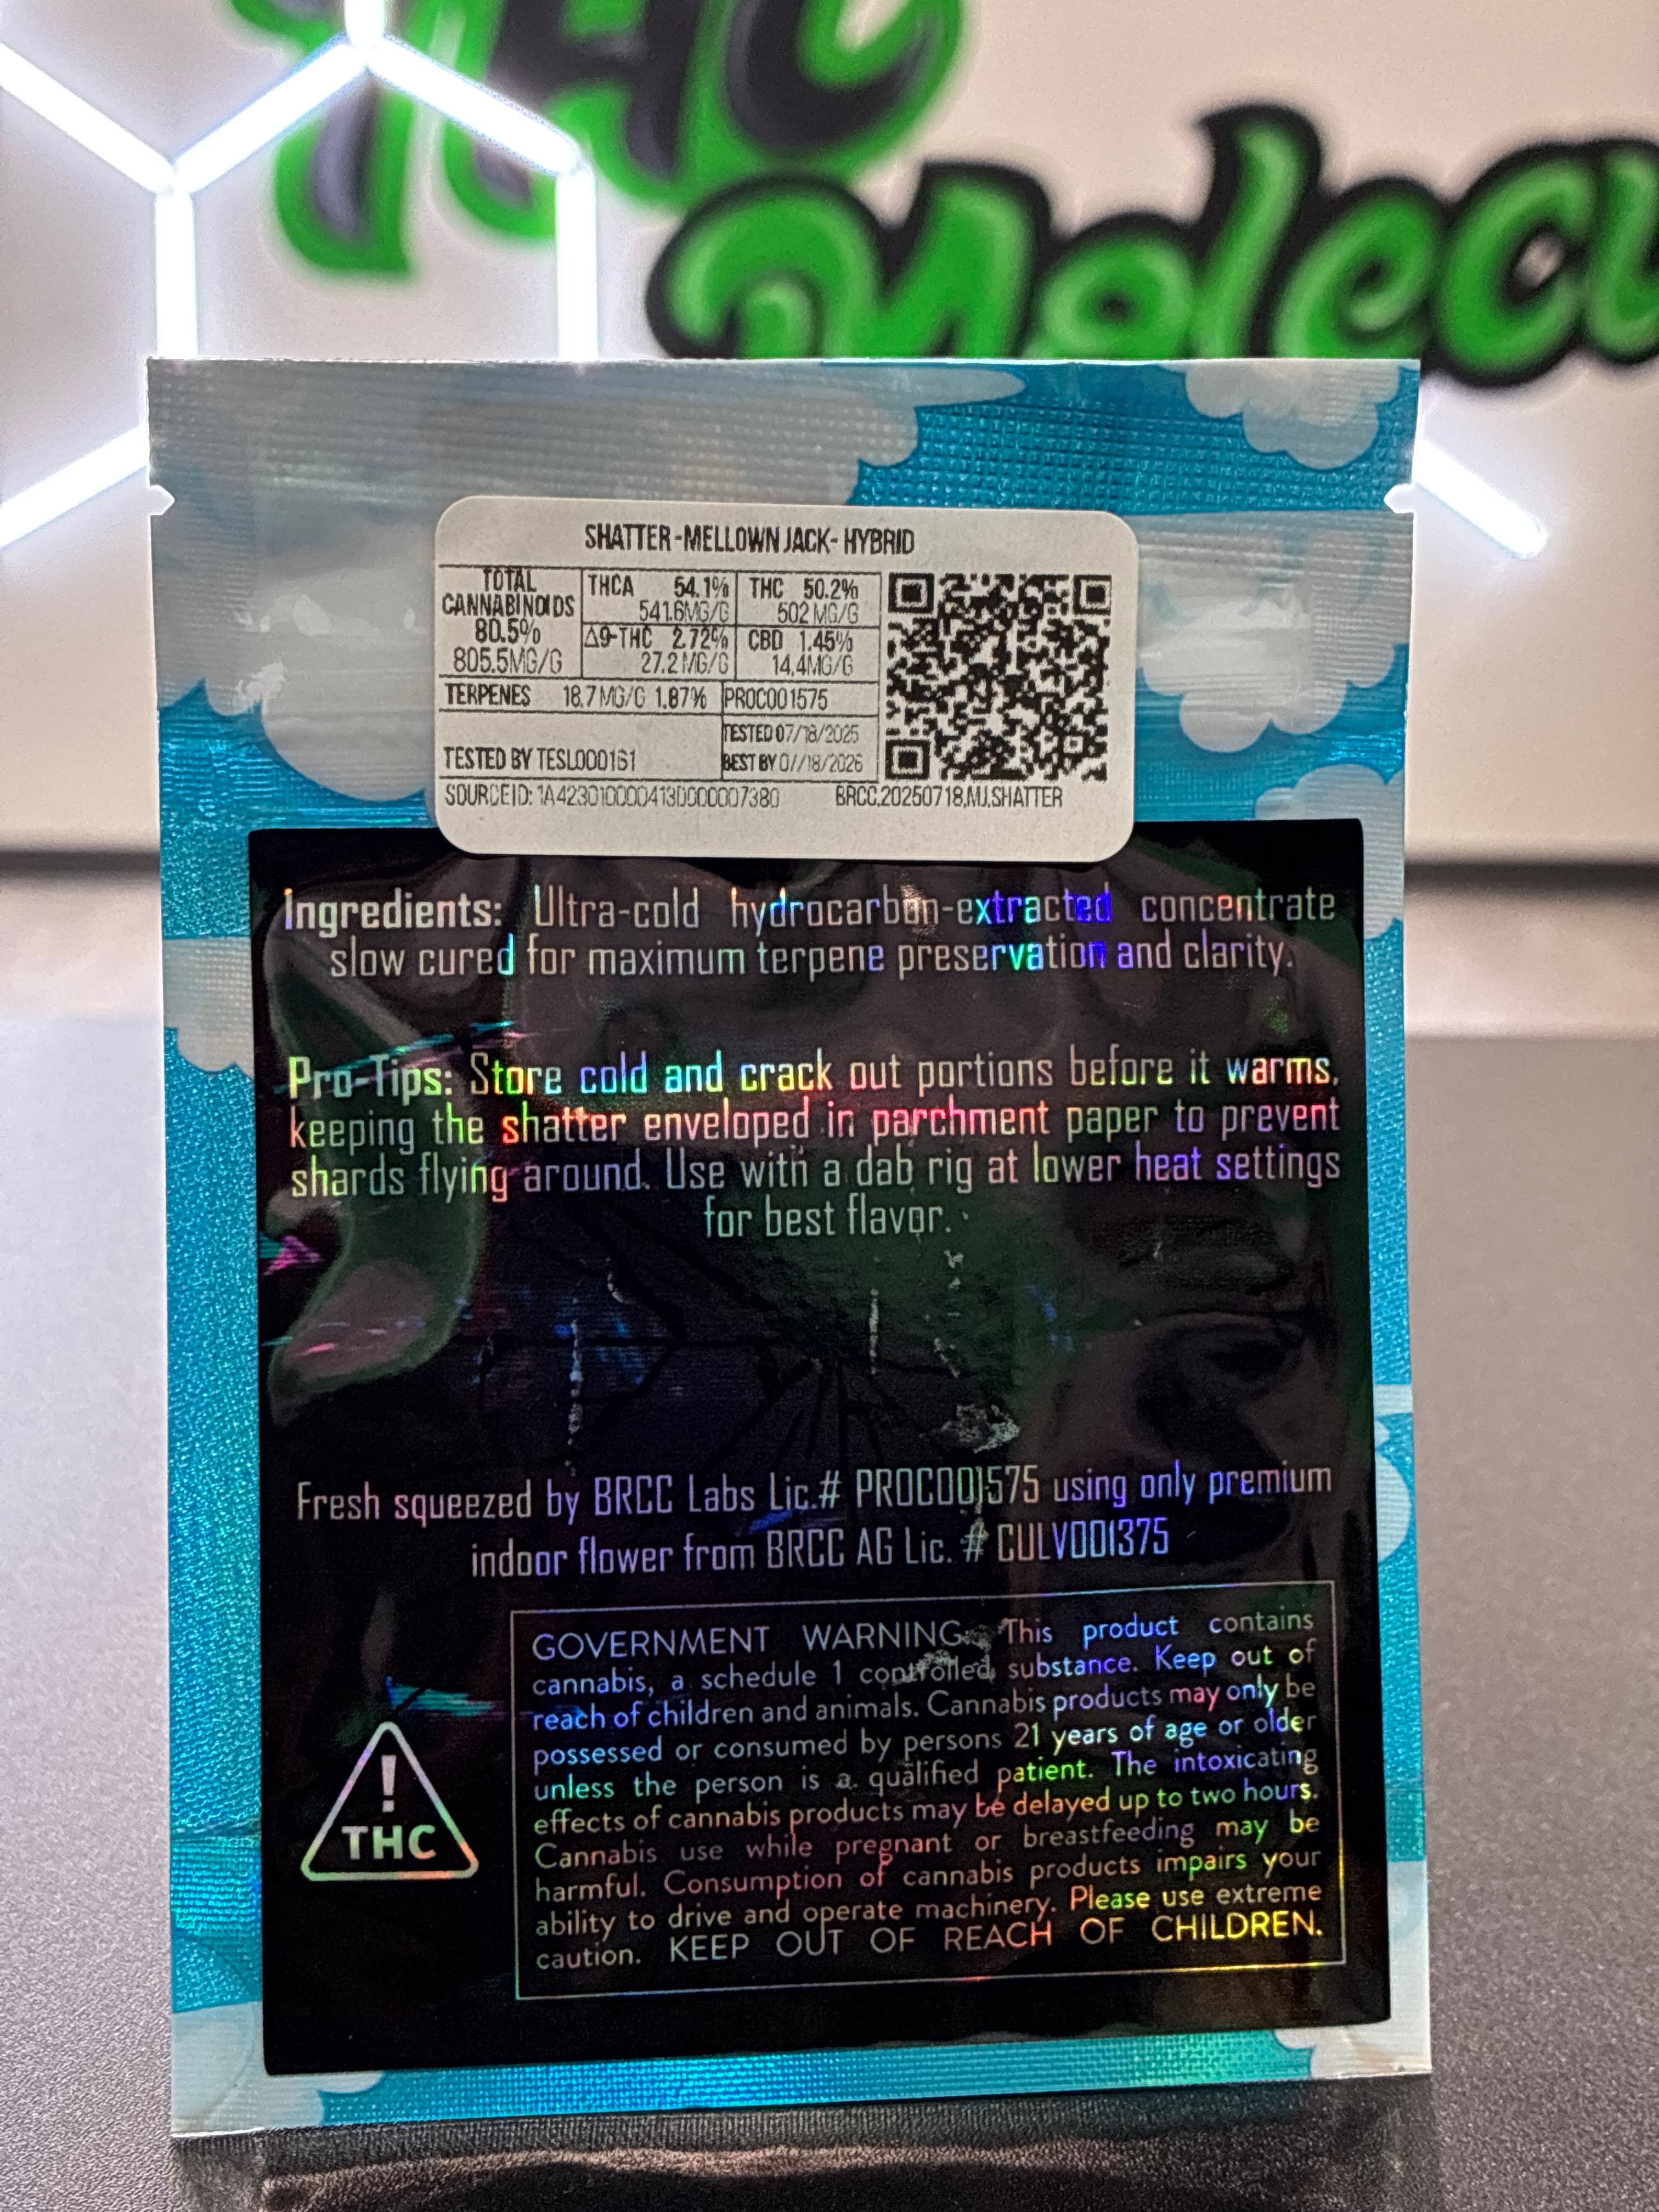 THC
Molecu
SHATTER-MELLOWN JACK- HYBRID
TOTAL CANNABINOIDS 80.5% 805.5MG/G
THCA 54.1% 541.6MG/G
THC 50.2% 502 MG/G
Δ9-THC 2.72% 27.2 MG/G
CBD 1.45% 14.4MG/G
TERPENES 18.7 MG/G 1.87% PROC001575
TESTED 07/18/2025
TESTED BY TESL000161
BEST BY 07/18/2026
SOURCE ID: 1A423010000413D000007380 BRCC.20250718.MJ.SHATTER
Ingredients: Ultra-cold hydrocarbon-extracted concentrate
slow cured for maximum terpene preservation and clarity.
Pro-Tips: Store cold and crack out portions before it warms,
keeping the shatter enveloped in parchment paper to prevent
shards flying around. Use with a dab rig at lower heat settings
for best flavor.
Fresh squeezed by BRCC Labs Lic.# PROC001575 using only premium
indoor flower from BRCC AG Lic. # CULV001375
GOVERNMENT WARNING: This product contains
cannabis, a schedule 1 controlled substance. Keep out of
reach of children and animals. Cannabis products may only be
possessed or consumed by persons 21 years of age or older
unless the person is a qualified patient. The intoxicating
effects of cannabis products may be delayed up to two hours.
Cannabis use while pregnant or breastfeeding may be
harmful. Consumption of cannabis products impairs your
ability to drive and operate machinery. Please use extreme
caution. KEEP OUT OF REACH OF CHILDREN.
!
THC